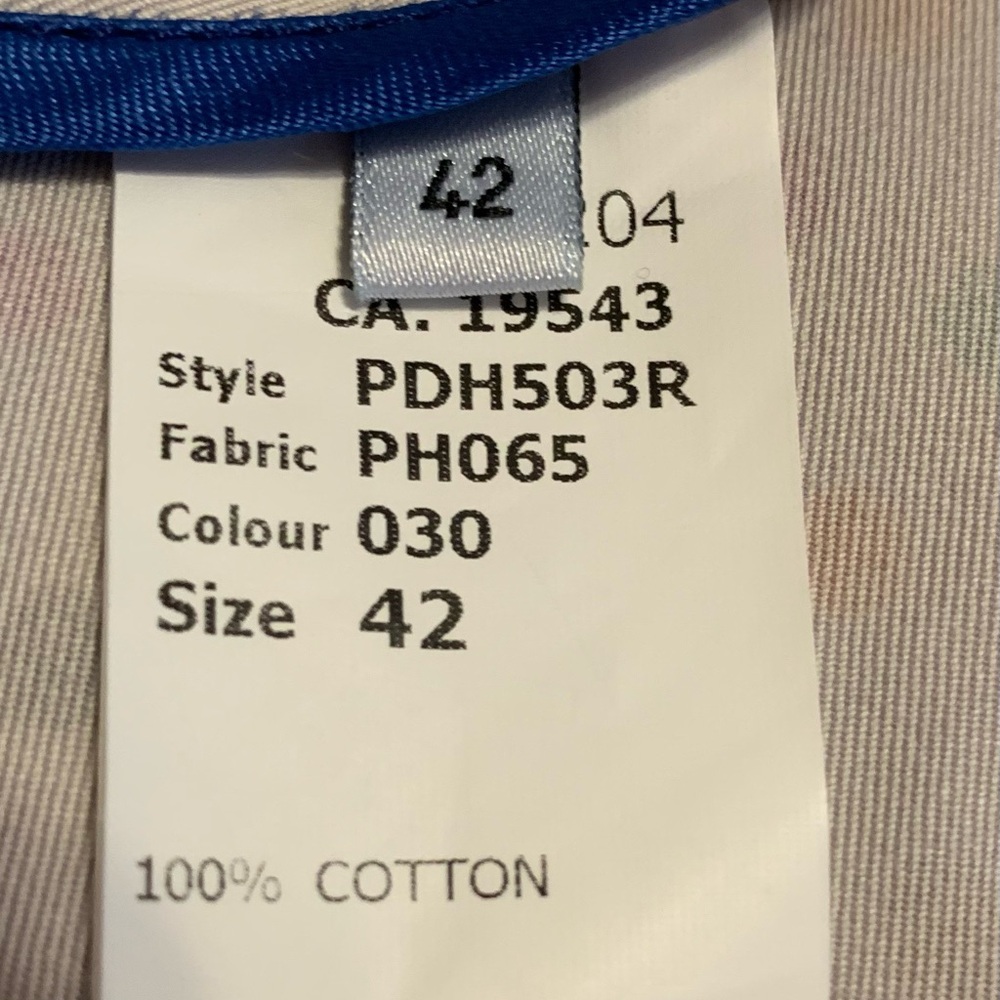 42
04
CA. 19543
Style PDH503R
Fabric PH065
Colour 030
Size 42
100% COTTON